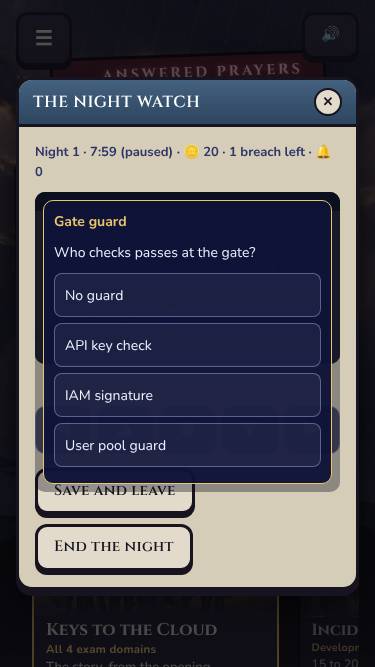 ANSWERED PRAYERS
THE NIGHT WATCH
Night 1 · 7:59 (paused) · 🪙 20 · 1 breach left · 🔔
0
Gate guard
Who checks passes at the gate?
No guard
API key check
IAM signature
User pool guard
SAVE AND LEAVE
END THE NIGHT
KEYS TO THE CLOUD
All 4 exam domains
The story, from the opening
INCID
Develop
15 to 20